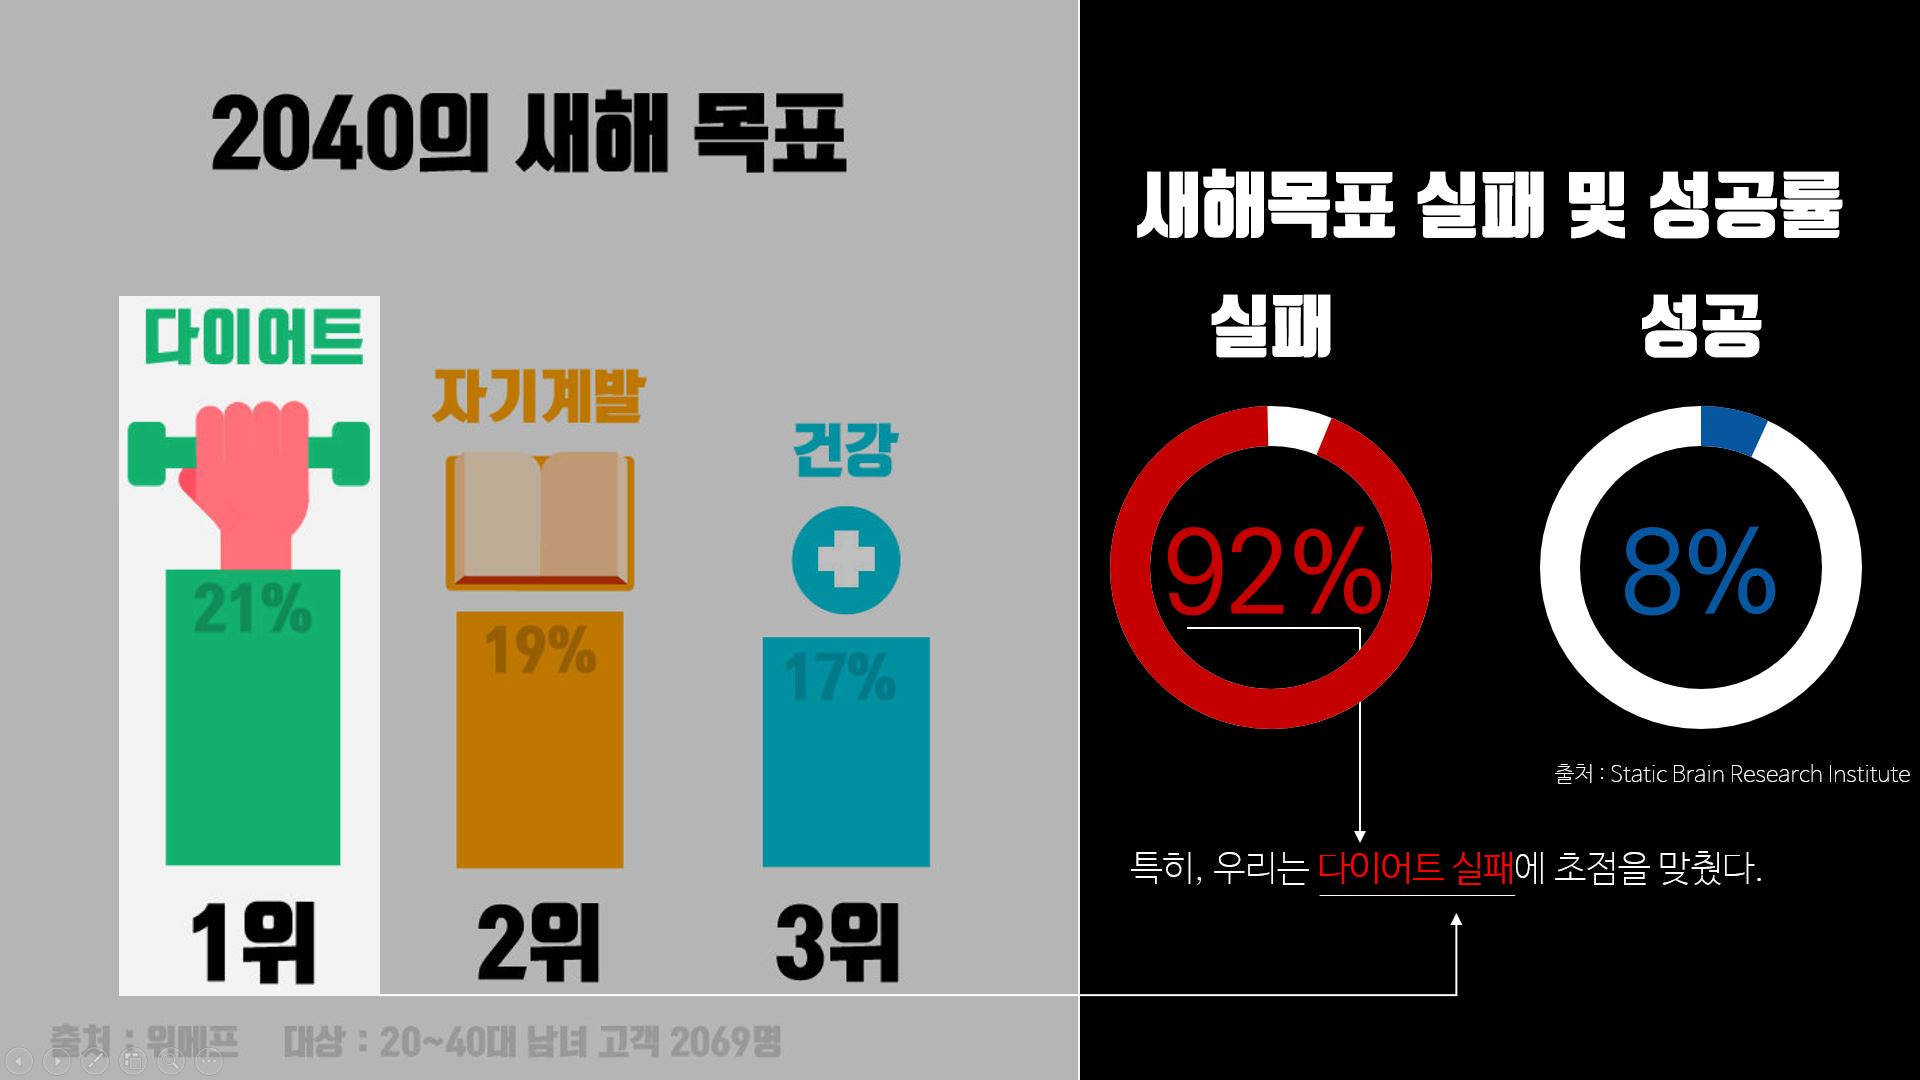 2040의 새해 목표
다이어트
21%
1위
자기계발
19%
2위
건강
17%
3위
출처 : 위메프 대상 : 20~40대 남녀 고객 2069명
새해목표 실패 및 성공률
실패
92%
성공
8%
출처 : Static Brain Research Institute
특히, 우리는 다이어트 실패에 초점을 맞췄다.